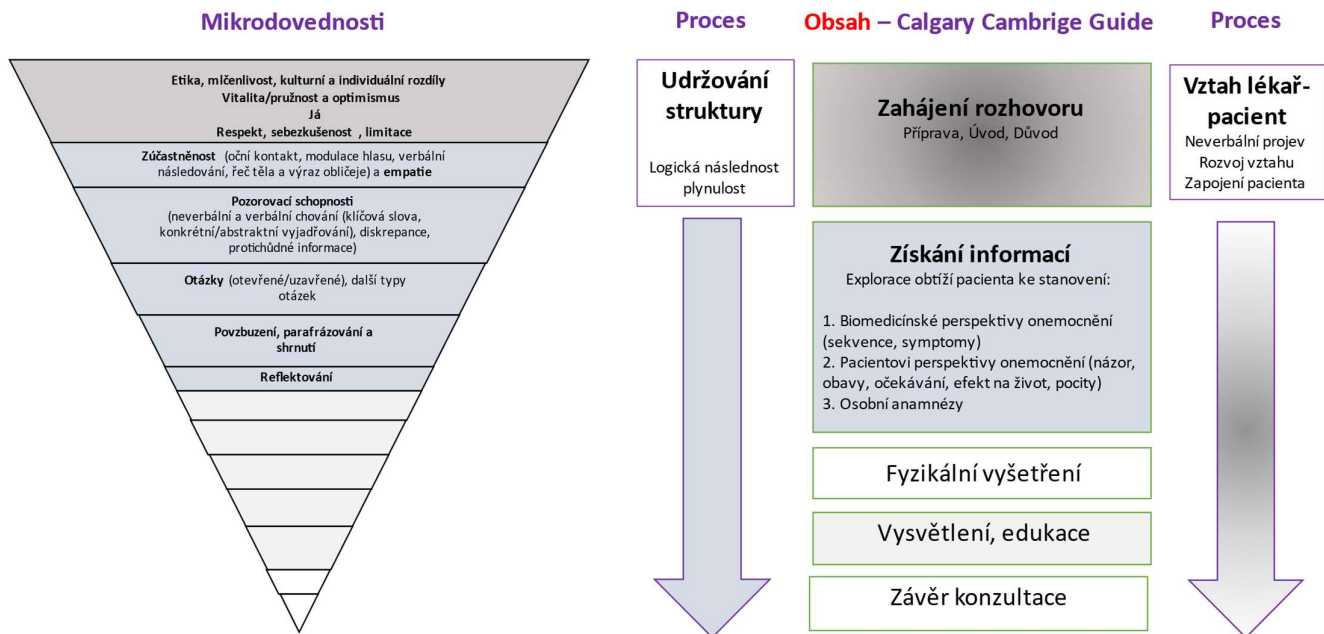 Mikrodovednosti
Etika, mlčenlivost, kulturní a individuální rozdíly
Vitalita/pružnost a optimismus
Já
Respekt, sebezkušenost , limitace
Zúčastněnost (oční kontakt, modulace hlasu, verbální
následování, řeč těla a výraz obličeje) a empatie
Pozorovací schopnosti
(neverbální a verbální chování (klíčová slova,
konkrétní/abstraktní vyjadřování), diskrepance,
protichůdné informace)
Otázky (otevřené/uzavřené), další typy
otázek
Povzbuzení, parafrázování a
shrnutí
Reflektování
Proces
Udržování
struktury
Logická následnost
plynulost
Obsah – Calgary Cambrige Guide
Zahájení rozhovoru
Příprava, Úvod, Důvod
Získání informací
Explorace obtíží pacienta ke stanovení:
1. Biomedicínské perspektivy onemocnění
(sekvence, symptomy)
2. Pacientovi perspektivy onemocnění (názor,
obavy, očekávání, efekt na život, pocity)
3. Osobní anamnézy
Fyzikální vyšetření
Vysvětlení, edukace
Závěr konzultace
Proces
Vztah lékař-
pacient
Neverbální projev
Rozvoj vztahu
Zapojení pacienta